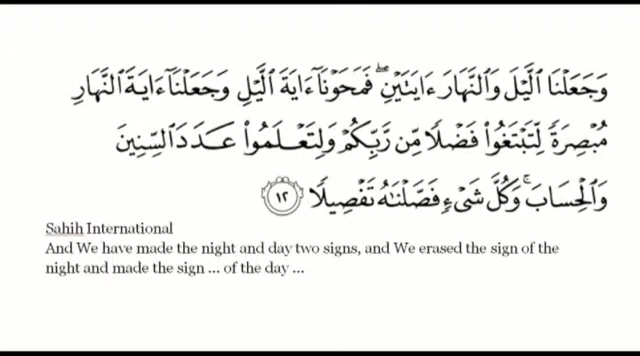 وَجَعَلْنَا ٱلَّيْلَ وَٱلنَّهَارَ ءَايَتَيْنِ ۖ فَمَحَوْنَآ ءَايَةَ ٱلَّيْلِ وَجَعَلْنَآ ءَايَةَ ٱلنَّهَارِ
مُبْصِرَةً لِّتَبْتَغُوا۟ فَضْلًا مِّن رَّبِّكُمْ وَلِتَعْلَمُوا۟ عَدَدَ ٱلسِّنِينَ
وَٱلْحِسَابَ ۚ وَكُلَّ شَىْءٍ فَصَّلْنَـٰهُ تَفْصِيلًا ١٢
Sahih International
And We have made the night and day two signs, and We erased the sign of the
night and made the sign ... of the day ...